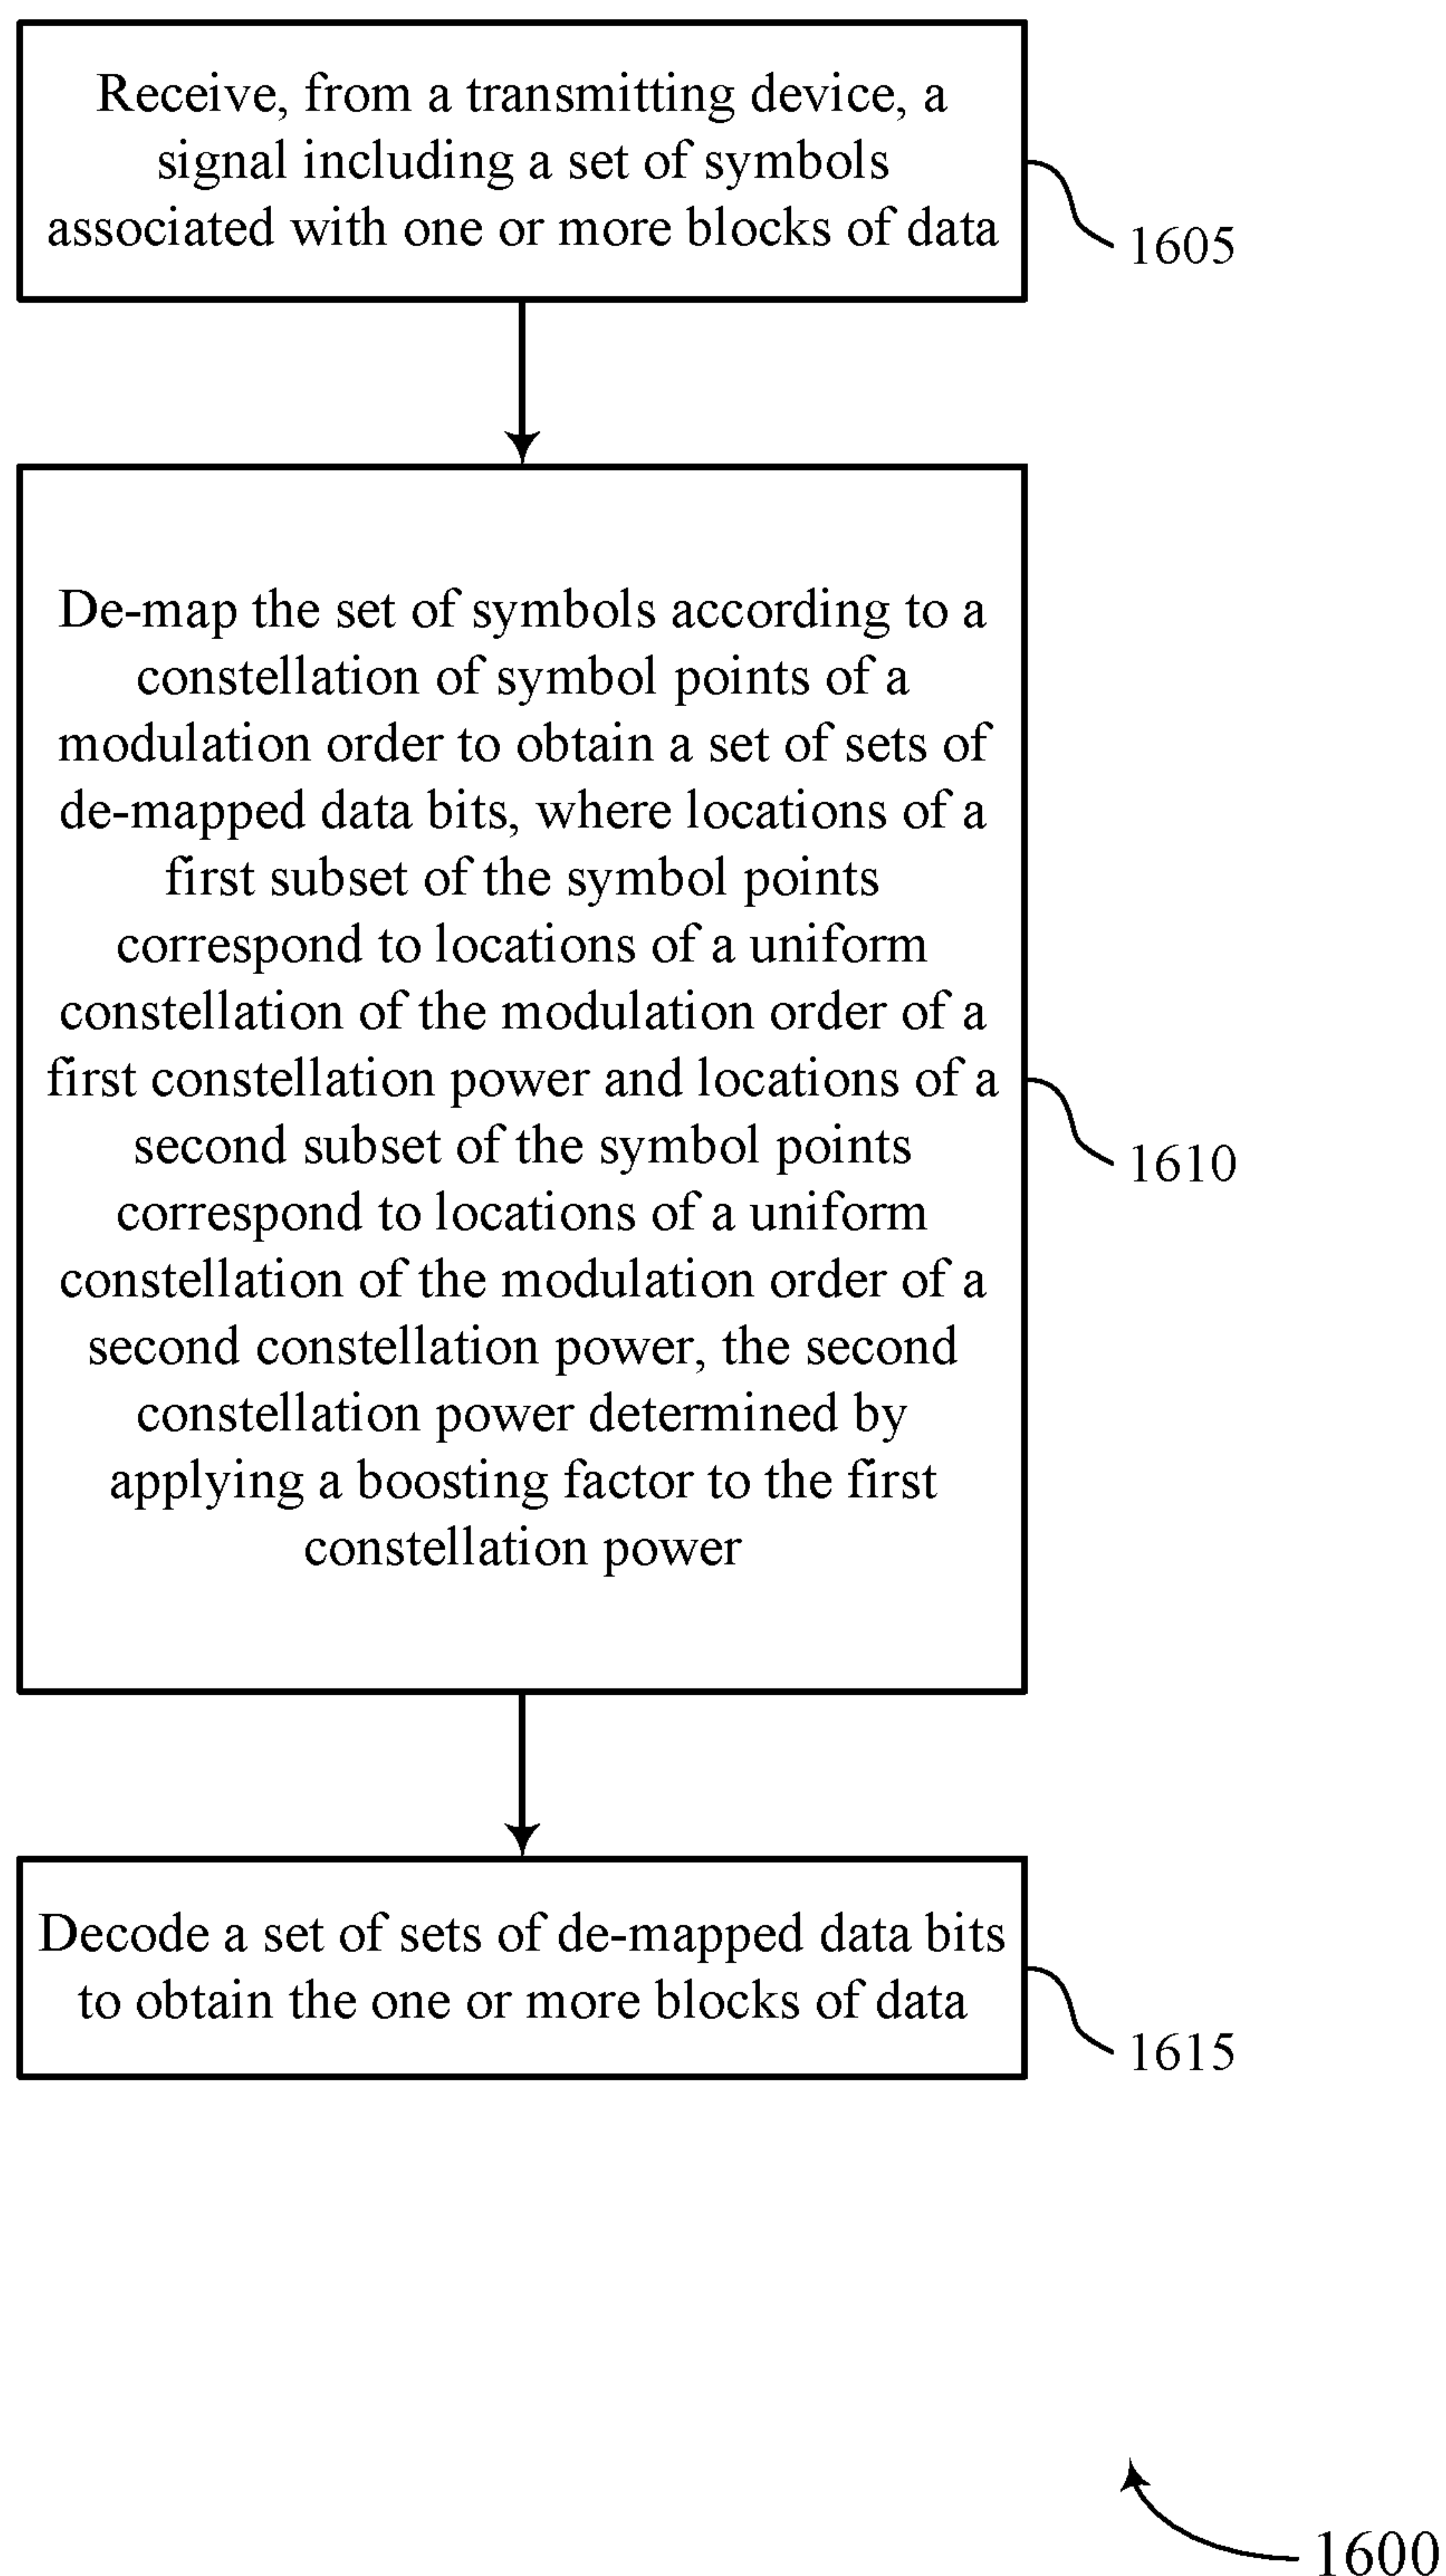 Receive, from a transmitting device, a
signal including a set of symbols
associated with one or more blocks of data
1605
De-map the set of symbols according to a
constellation of symbol points of a
modulation order to obtain a set of sets of
de-mapped data bits, where locations of a
first subset of the symbol points
correspond to locations of a uniform
constellation of the modulation order of a
first constellation power and locations of a
second subset of the symbol points
correspond to locations of a uniform
constellation of the modulation order of a
second constellation power, the second
constellation power determined by
applying a boosting factor to the first
constellation power
1610
Decode a set of sets of de-mapped data bits
to obtain the one or more blocks of data
1615
1600